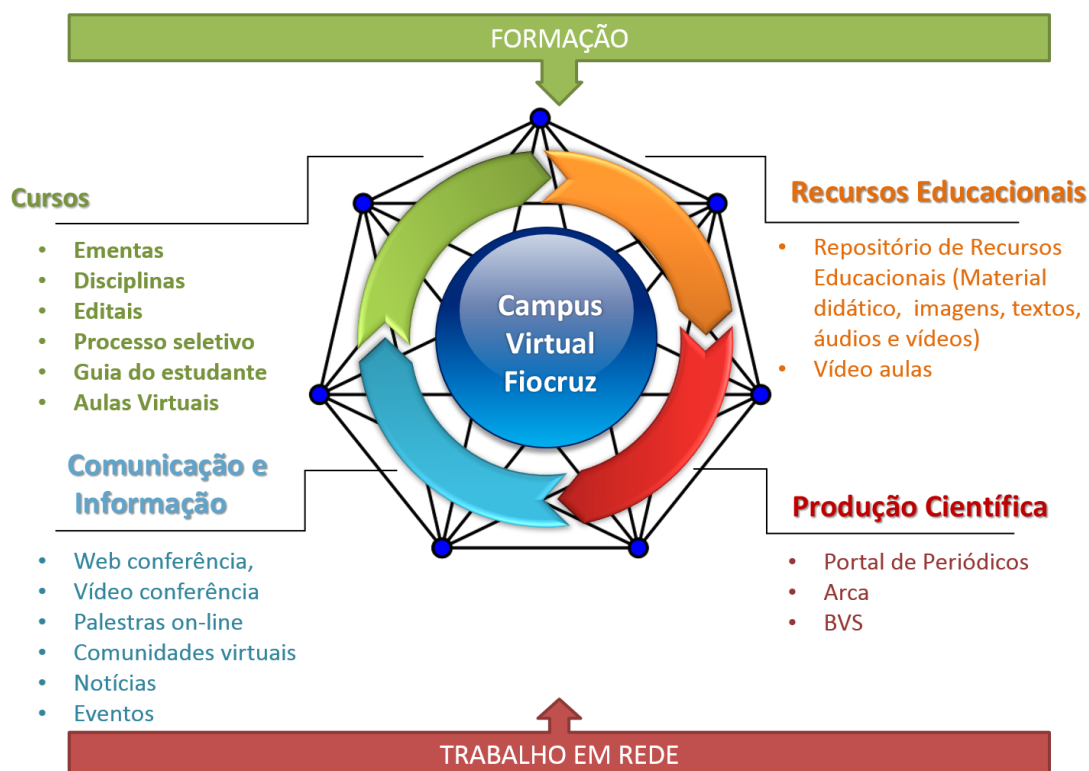 FORMAÇÃO
Cursos
• Ementas
• Disciplinas
• Editais
• Processo seletivo
• Guia do estudante
• Aulas Virtuais
Recursos Educacionais
• Repositório de Recursos
Educacionais (Material
didático, imagens, textos,
áudios e vídeos)
• Vídeo aulas
Campus
Virtual
Fiocruz
Comunicação e
Informação
• Web conferência,
• Vídeo conferência
• Palestras on-line
• Comunidades virtuais
• Notícias
• Eventos
Produção Científica
• Portal de Periódicos
• Arca
• BVS
TRABALHO EM REDE